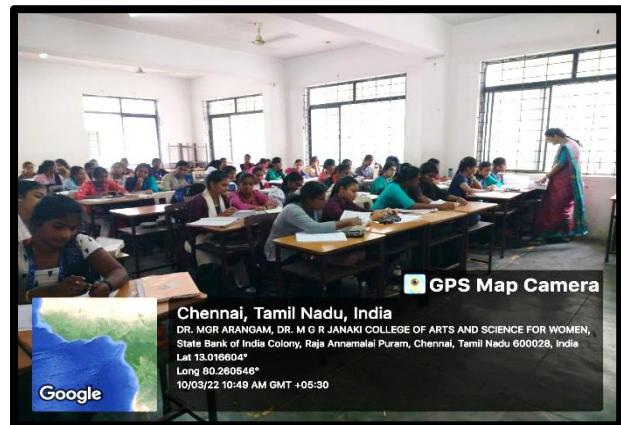 GPS Map Camera
Chennai, Tamil Nadu, India
DR. MGR ARANGAM, DR. M G R JANAKI COLLEGE OF ARTS AND SCIENCE FOR WOMEN,
State Bank of India Colony, Raja Annamalai Puram, Chennai, Tamil Nadu 600028, India
Lat 13.016604°
Long 80.260546°
10/03/22 10:49 AM GMT +05:30
Google